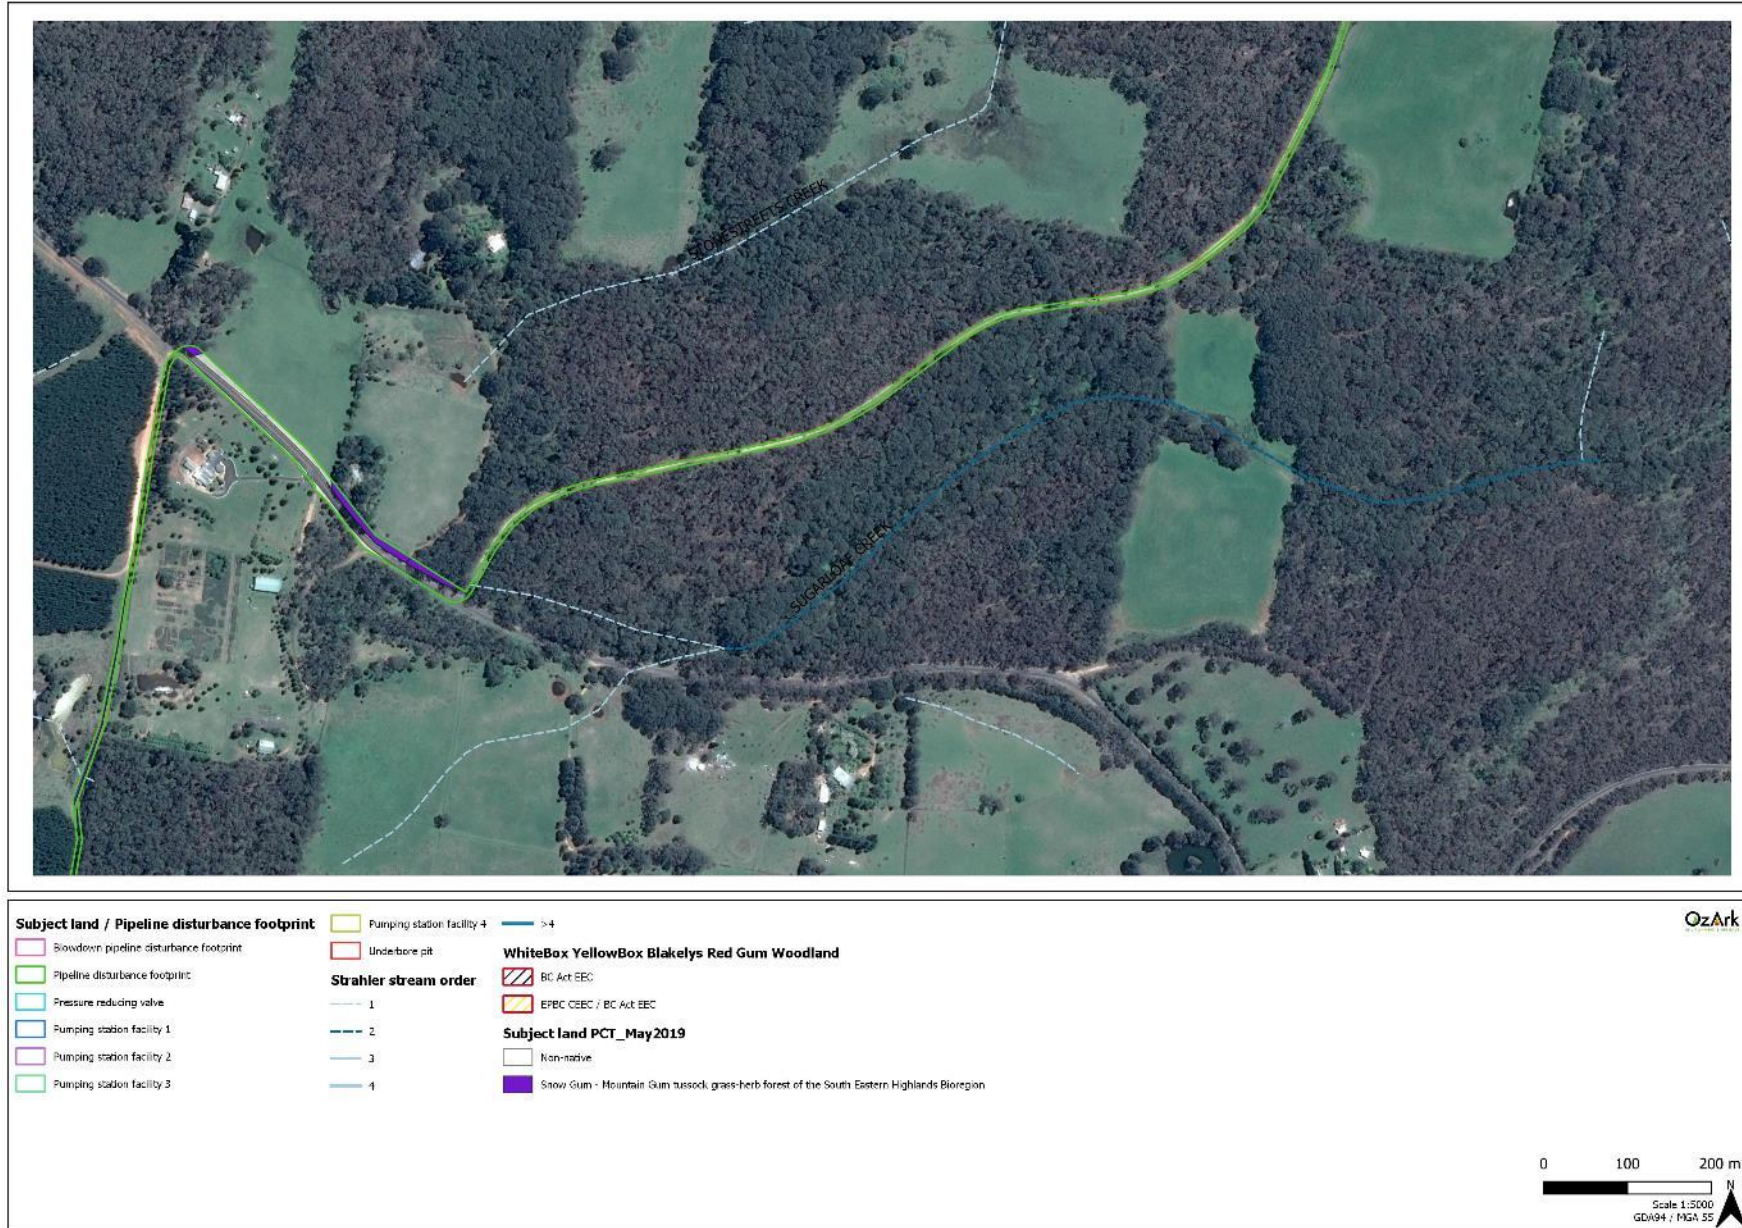 STORESTREETS CREEK
SUGARLOAF CREEK
Subject land / Pipeline disturbance footprint
Blowdown pipeline disturbance footprint
Pipeline disturbance footprint
Pressure reducing valve
Pumping station facility 1
Pumping station facility 2
Pumping station facility 3
Pumping station facility 4
Underbore pit
Strahler stream order
1
2
3
4
>4
WhiteBox YellowBox Blakelys Red Gum Woodland
BC Act EEC
EPBC CEEC / BC Act EEC
Subject land PCT_May2019
Non-native
Snow Gum - Mountain Gum tussock grass-herb forest of the South Eastern Highlands Bioregion
OzArk
0 100 200 m
N
Scale 1:5000
GDA94 / MGA 55